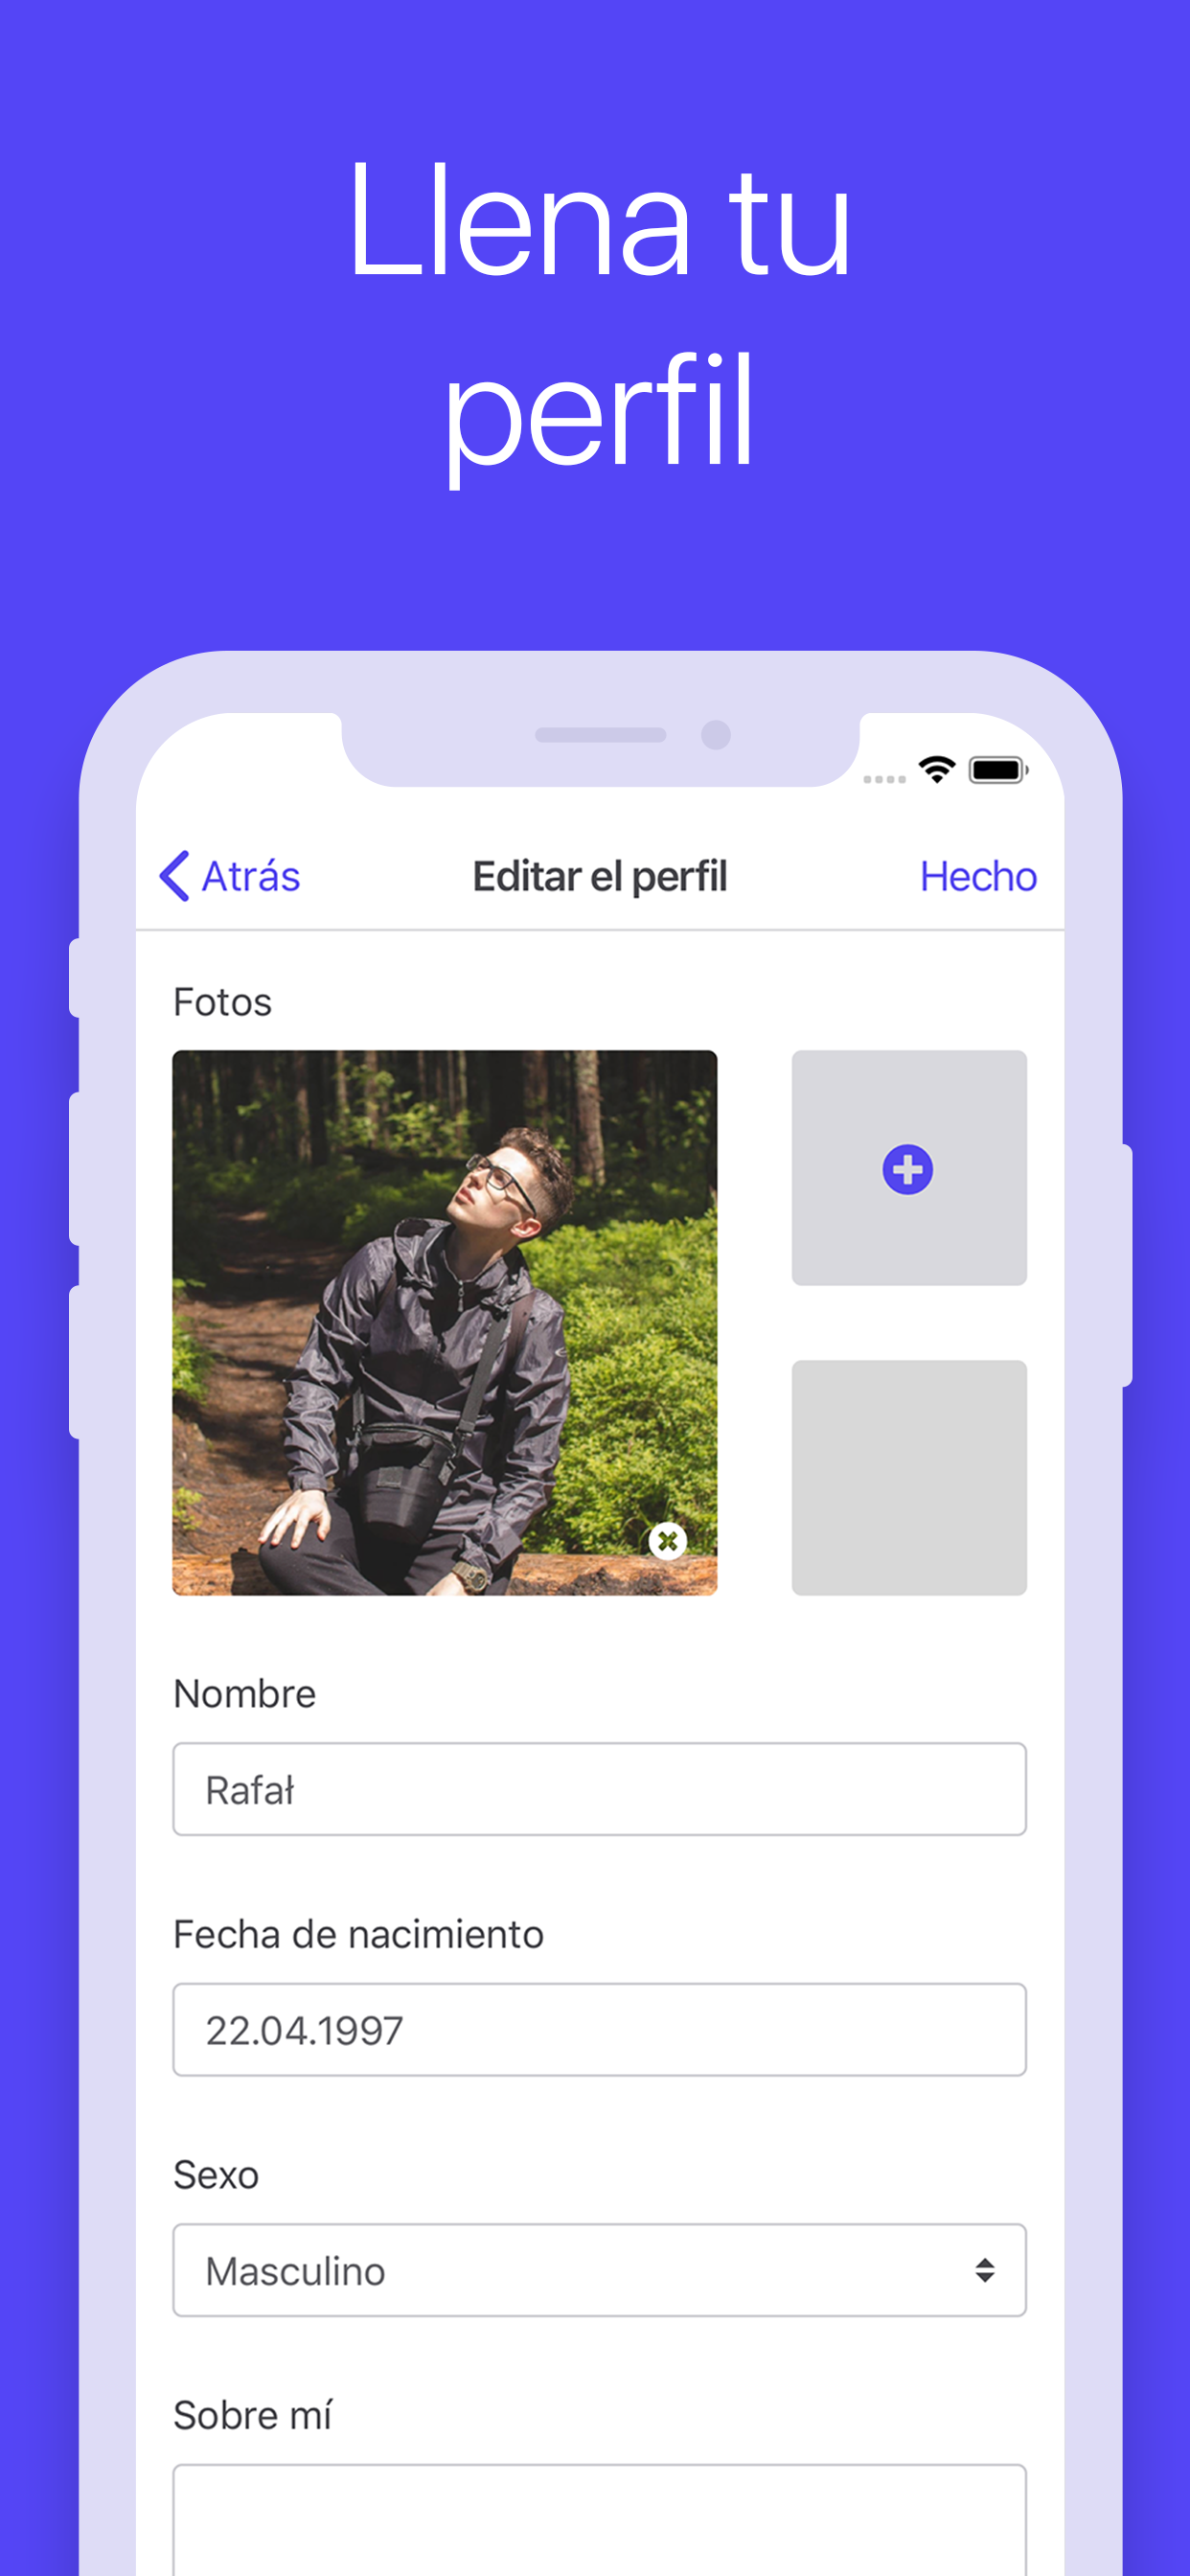 Llena tu
perfil
Atrás
Editar el perfil
Hecho
Fotos
Nombre
Rafał
Fecha de nacimiento
22.04.1997
Sexo
Masculino
Sobre mí